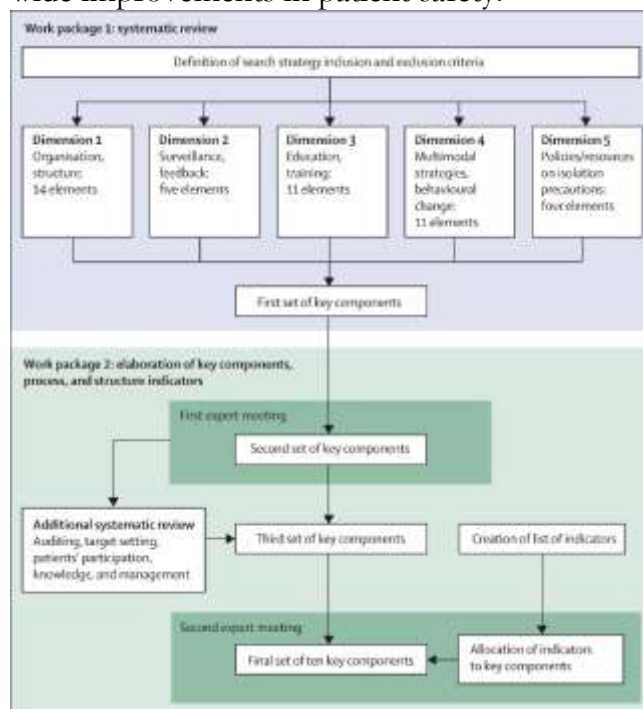 wide improvements in patient safety.
Work package 1: systematic review
Definition of search strategy inclusion and exclusion criteria
Dimension 1
Organisation,
structure:
14 elements
Dimension 2
Surveillance,
feedback:
five elements
Dimension 3
Education,
training:
11 elements
Dimension 4
Multimodal
strategies,
behavioural
change:
11 elements
Dimension 5
Policies/resources
on isolation
precautions:
four elements
First set of key components
Work package 2: elaboration of key components,
process, and structure indicators
First expert meeting
Second set of key components
Additional systematic review
Auditing, target setting,
patients' participation,
knowledge, and management
Third set of key components
Creation of list of indicators
Second expert meeting
Final set of ten key components
Allocation of indicators
to key components